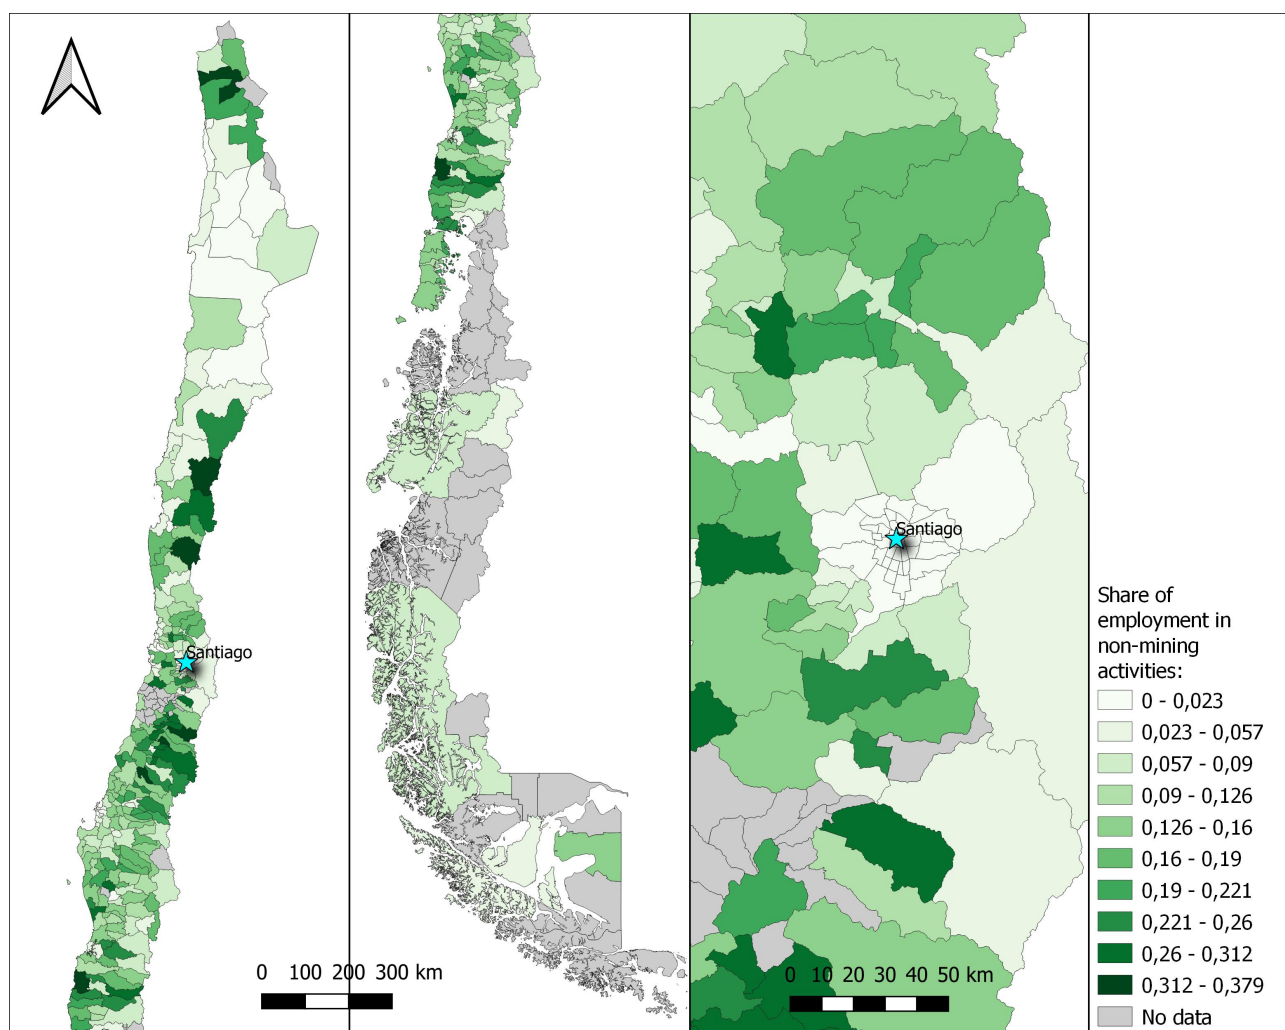 Santiago
Santiago
0 100 200 300 km
0 10 20 30 40 50 km
Share of
employment in
non-mining
activities:
0 - 0,023
0,023 - 0,057
0,057 - 0,09
0,09 - 0,126
0,126 - 0,16
0,16 - 0,19
0,19 - 0,221
0,221 - 0,26
0,26 - 0,312
0,312 - 0,379
No data